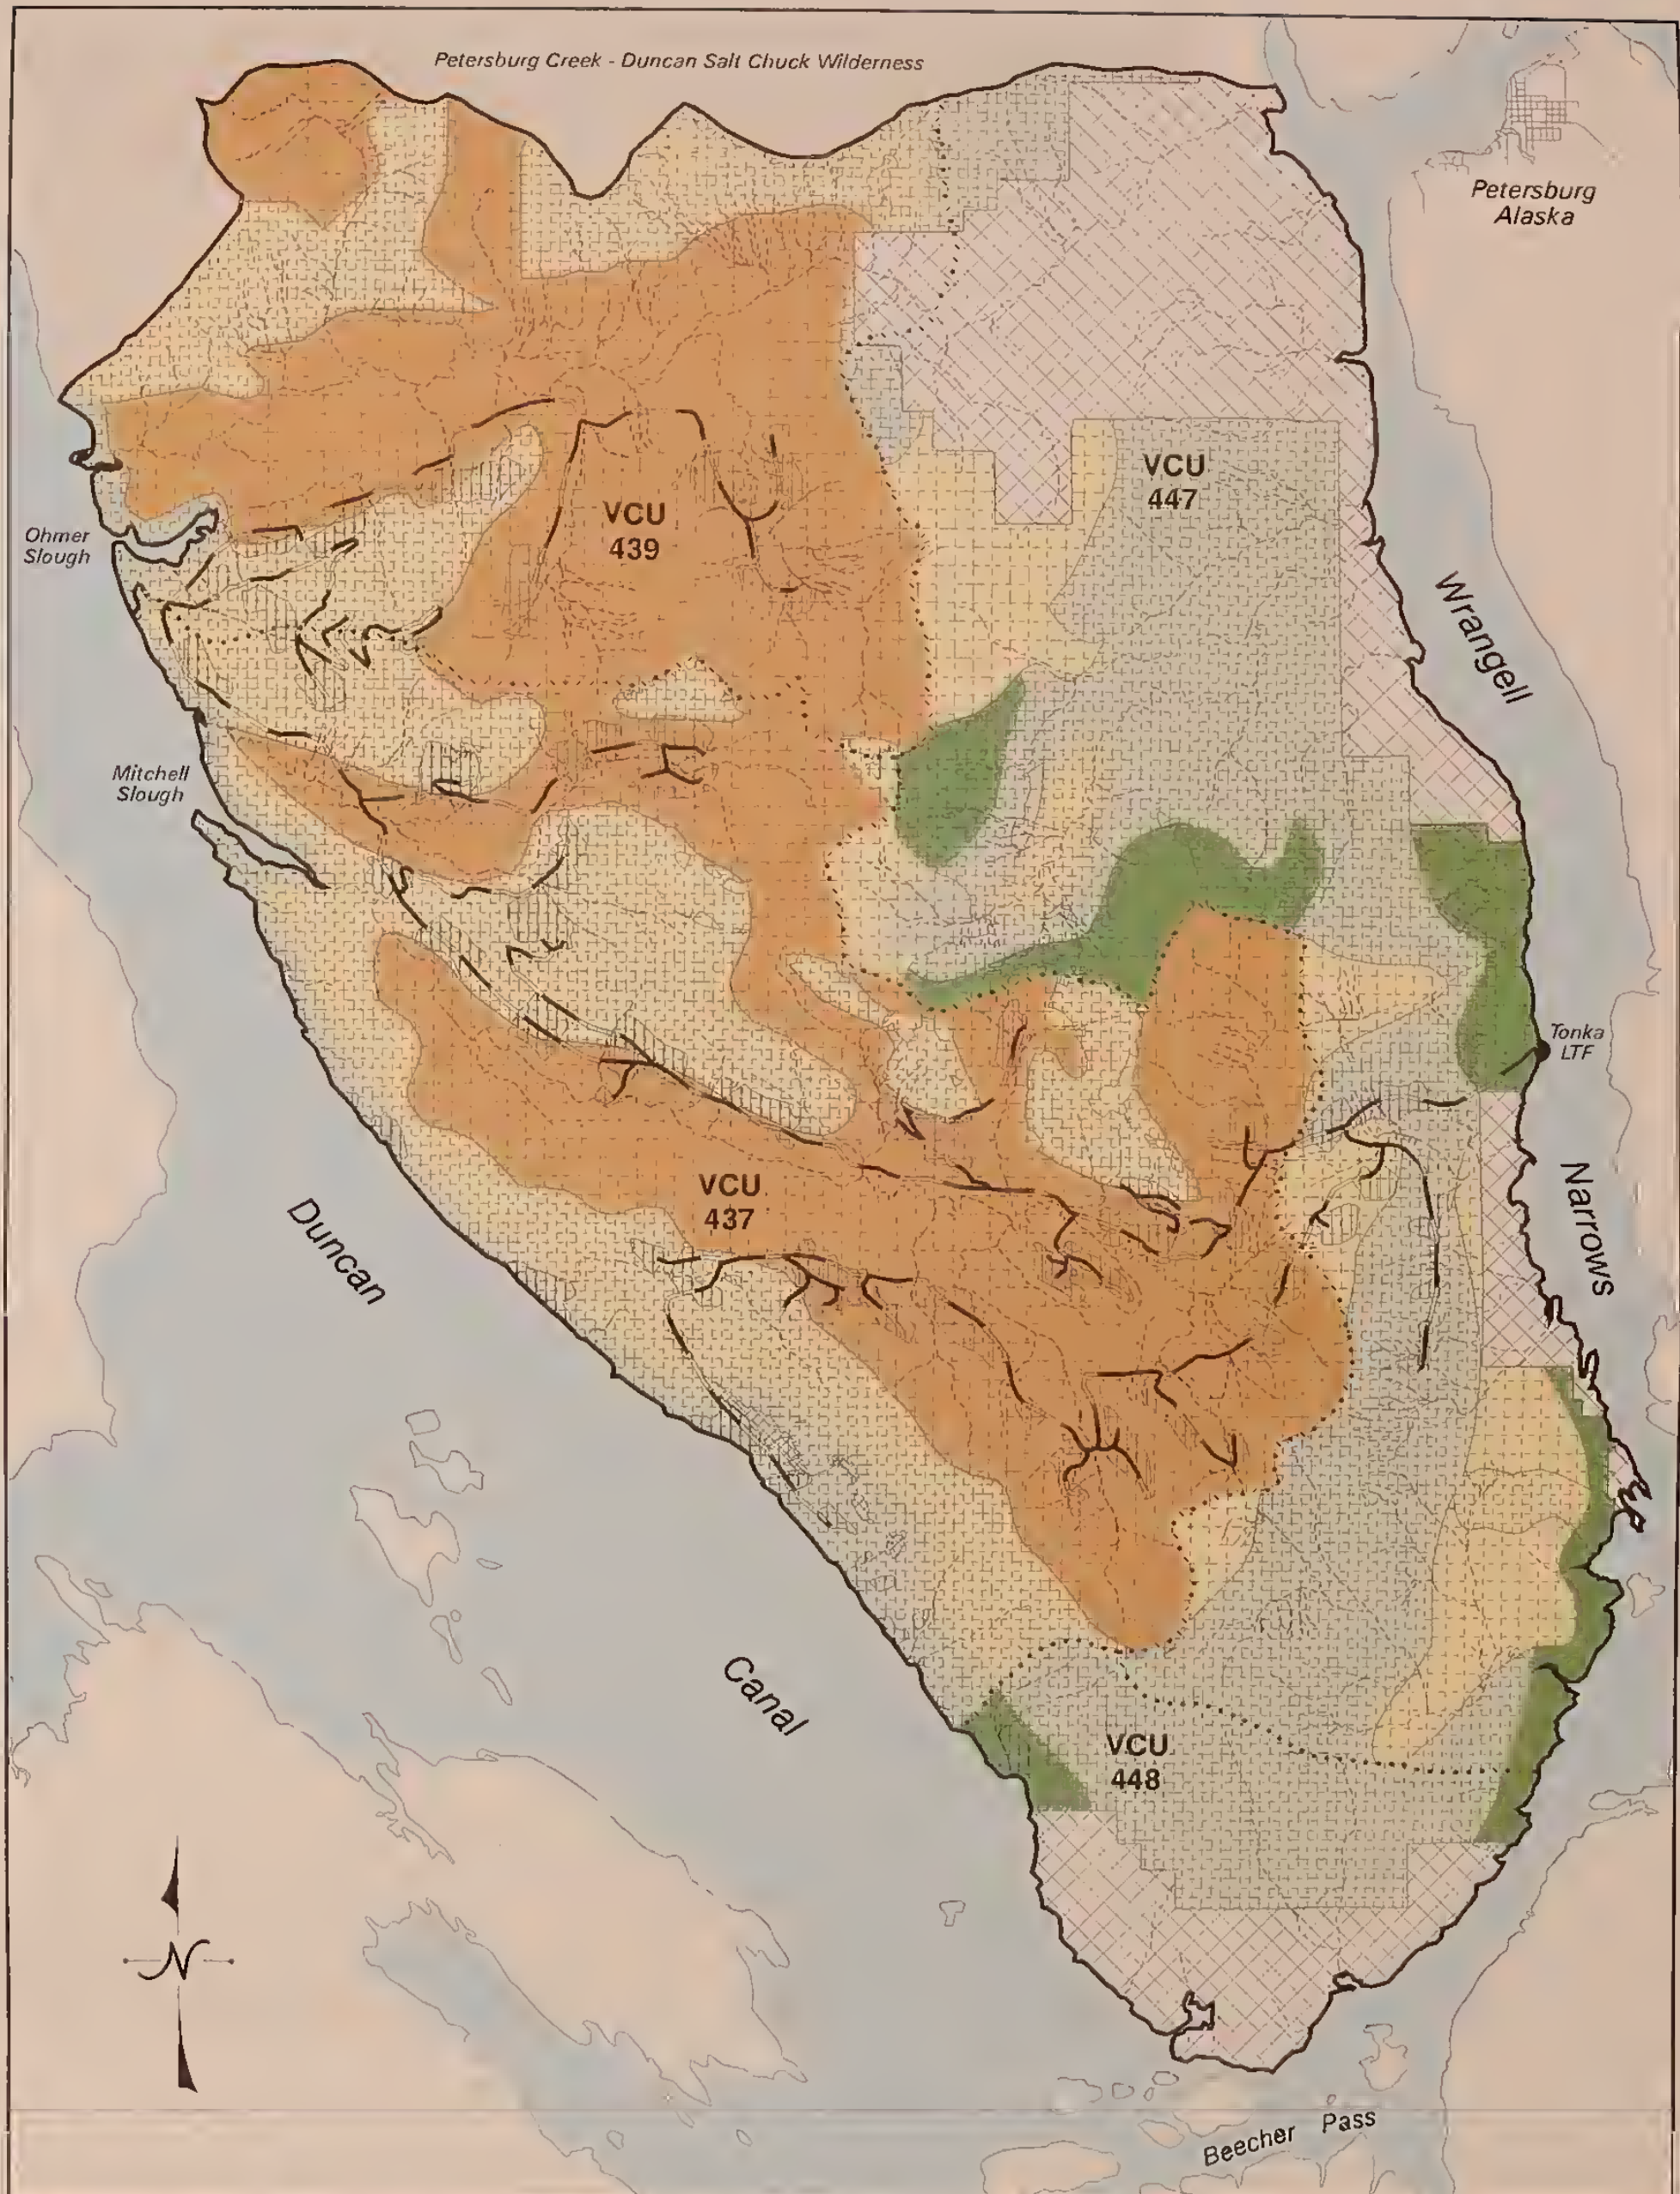 Petersburg Creek - Duncan Salt Chuck Wilderness
Petersburg
Alaska
VCU
447
VCU
439
Ohmer
Slough
Wrangell
Mitchell
Slough
Tonka
LTF
VCU
437
Narrows
Duncan
Canal
VCU
448
N
Beecher Pass